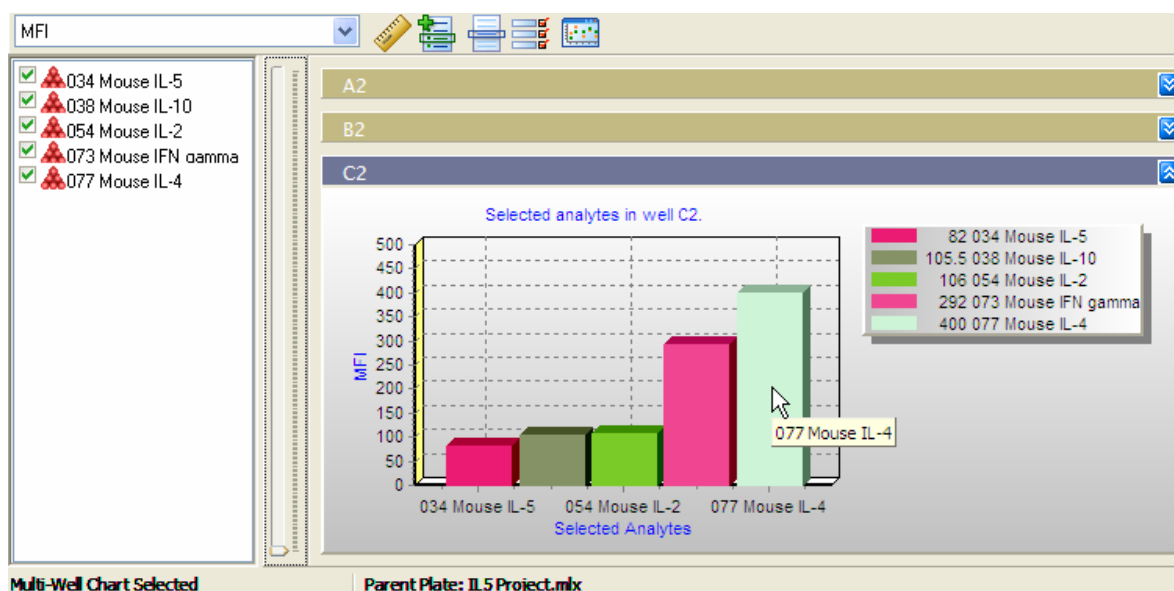 MFI
034 Mouse IL-5
038 Mouse IL-10
054 Mouse IL-2
073 Mouse IFN gamma
077 Mouse IL-4
A2
B2
C2
Selected analytes in well C2.
500
450
400
350
300
250
200
150
100
50
0
MFI
034 Mouse IL-5
054 Mouse IL-2
077 Mouse IL-4
Selected Analytes
82 034 Mouse IL-5
105.5 038 Mouse IL-10
106 054 Mouse IL-2
292 073 Mouse IFN gamma
400 077 Mouse IL-4
077 Mouse IL-4
Multi-Well Chart Selected
Parent Plate: IL5 Project.mlx